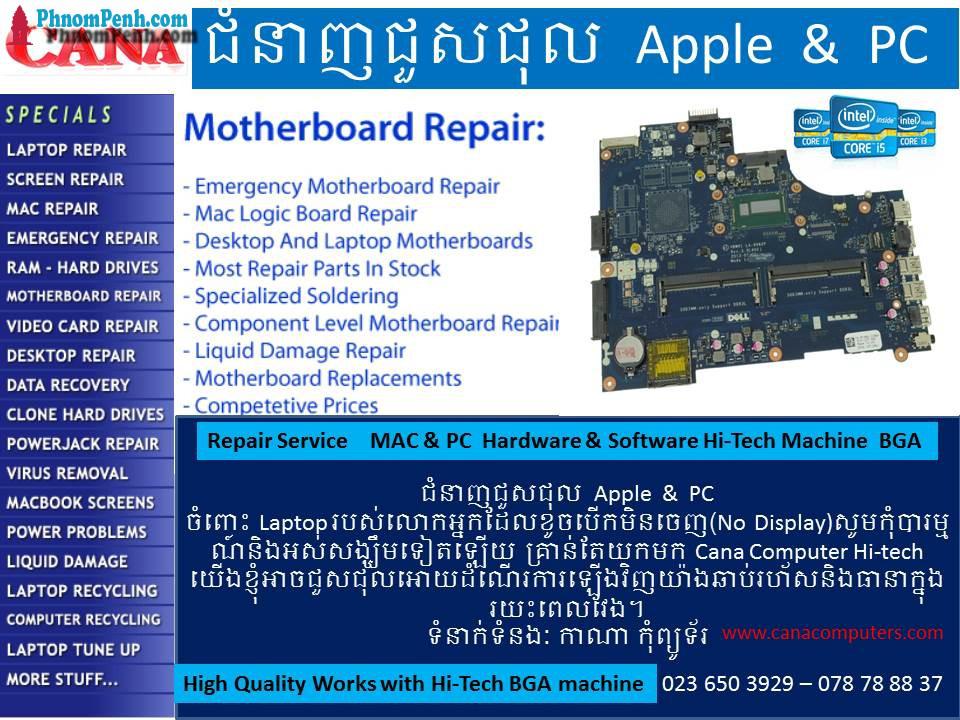 PhnomPenh.com
CANA
ជំនាញជួសជុល Apple & PC
SPECIALS
LAPTOP REPAIR
SCREEN REPAIR
MAC REPAIR
EMERGENCY REPAIR
RAM - HARD DRIVES
MOTHERBOARD REPAIR
VIDEO CARD REPAIR
DESKTOP REPAIR
DATA RECOVERY
CLONE HARD DRIVES
POWERJACK REPAIR
VIRUS REMOVAL
MACBOOK SCREENS
POWER PROBLEMS
LIQUID DAMAGE
LAPTOP RECYCLING
COMPUTER RECYCLING
LAPTOP TUNE UP
MORE STUFF...
Motherboard Repair:
- Emergency Motherboard Repair
- Mac Logic Board Repair
- Desktop And Laptop Motherboards
- Most Repair Parts In Stock
- Specialized Soldering
- Component Level Motherboard Repair
- Liquid Damage Repair
- Motherboard Replacements
- Competetive Prices
intel inside CORE i7
intel inside CORE i5
intel inside CORE i3
DELL
Repair Service MAC & PC Hardware & Software Hi-Tech Machine BGA
ជំនាញជួសជុល Apple & PC
ចំពោះ Laptop របស់លោកអ្នកដែលខូចបើកមិនចេញ(No Display)សូមកុំបារម្ម
ណ៍និងអស់សង្ឃឹមទៀតឡើយ គ្រាន់តែយកមក Cana Computer Hi-tech
យើងខ្ញុំអាចជួសជុលអោយដំណើរការឡើងវិញយ៉ាងឆាប់រហ័សនិងធានាក្នុង
រយះពេលវែង។
ទំនាក់ទំនង: កាណា កុំព្យូទ័រ www.canacomputers.com
High Quality Works with Hi-Tech BGA machine 023 650 3929 – 078 78 88 37